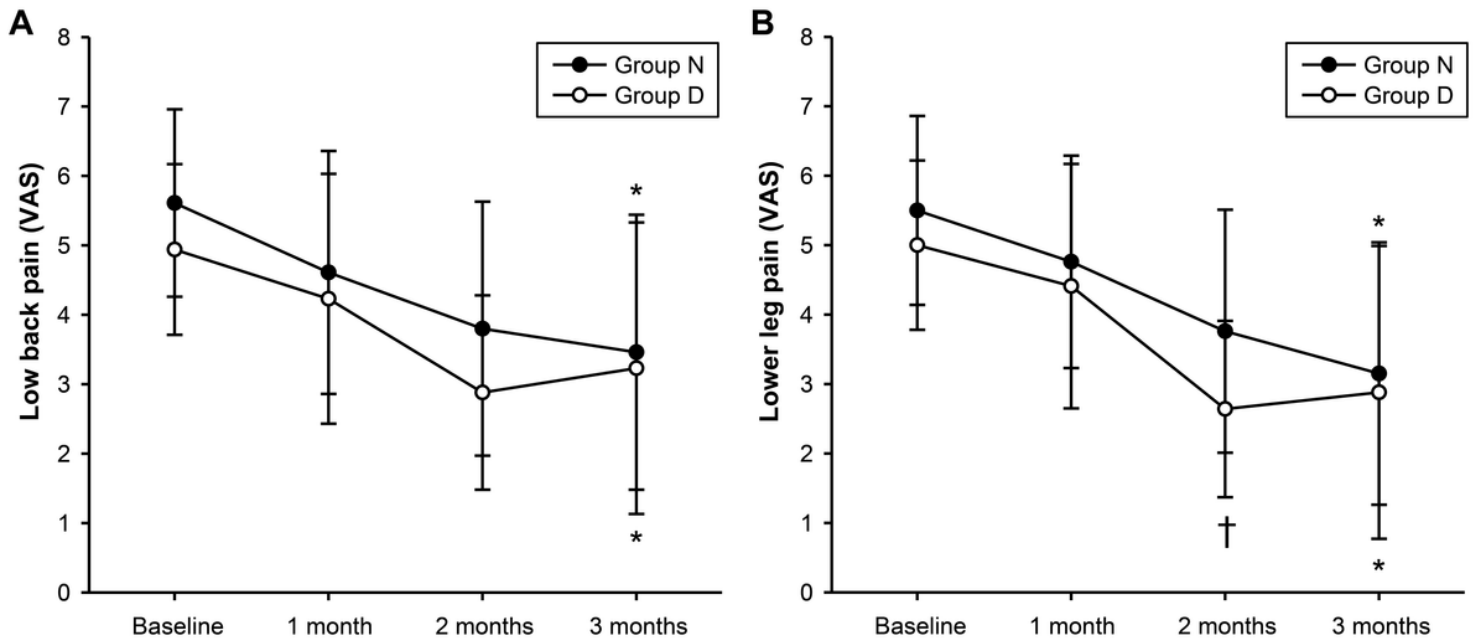 A
Low back pain (VAS)
8
7
6
5
4
3
2
1
0
Group N
Group D
*
*
Baseline
1 month
2 months
3 months
B
Lower leg pain (VAS)
8
7
6
5
4
3
2
1
0
Group N
Group D
*
†
*
Baseline
1 month
2 months
3 months